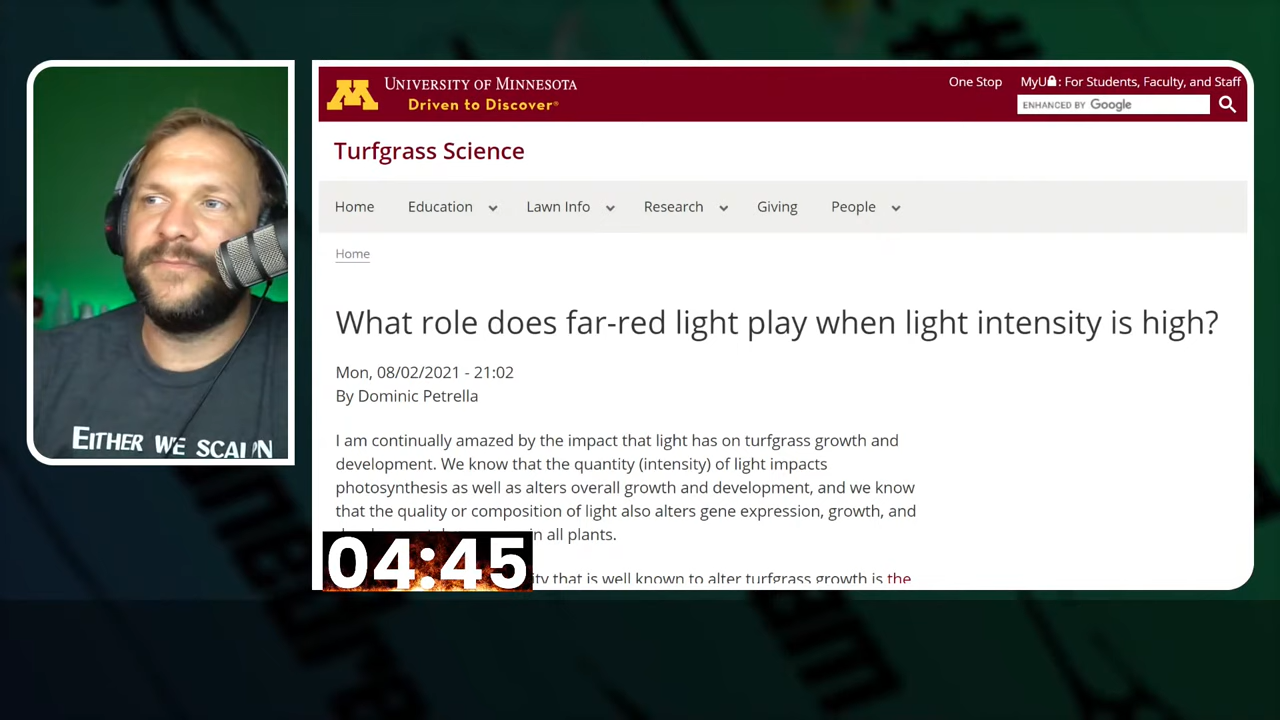 UNIVERSITY OF MINNESOTA
Driven to Discover®
One Stop
MyU: For Students, Faculty, and Staff
ENHANCED BY Google
Turfgrass Science
Home
Education
Lawn Info
Research
Giving
People
Home
What role does far-red light play when light intensity is high?
Mon, 08/02/2021 - 21:02
By Dominic Petrella
I am continually amazed by the impact that light has on turfgrass growth and
development. We know that the quantity (intensity) of light impacts
photosynthesis as well as alters overall growth and development, and we know
that the quality or composition of light also alters gene expression, growth, and
in all plants.
that is well known to alter turfgrass growth is the
04:45
EITHER WE